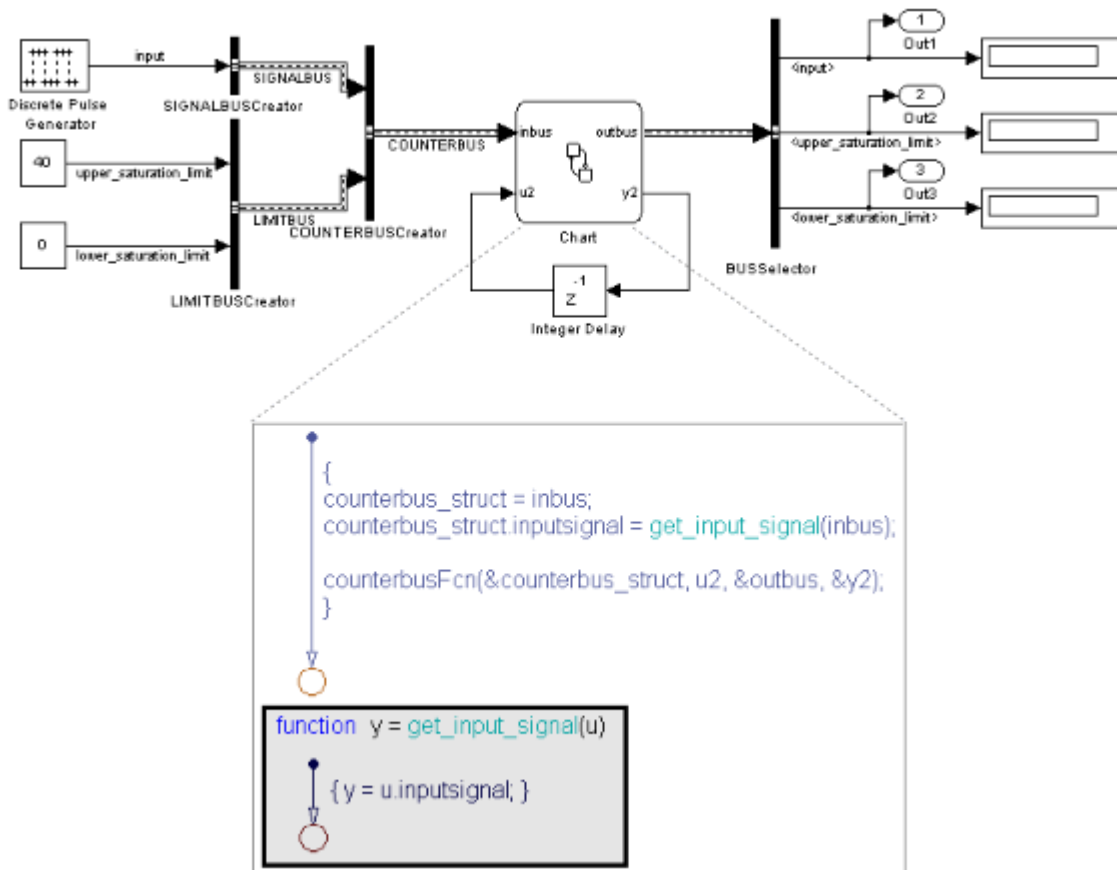 input
SIGNALBUS
SIGNALBUSCreator
Discrete Pulse
Generator
40
upper_saturation_limit
LIMITBUS
0
lower_saturation_limit
LIMITBUSCreator
COUNTERBUS
COUNTERBUSCreator
inbus
outbus
u2
y2
Chart
-1
Z
Integer Delay
BUSSelector
1
Out1
<input>
2
Out2
<upper_saturation_limit>
3
Out3
<lower_saturation_limit>
{
counterbus_struct = inbus;
counterbus_struct.inputsignal = get_input_signal(inbus);
counterbusFcn(&counterbus_struct, u2, &outbus, &y2);
}
function y = get_input_signal(u)
{ y = u.inputsignal; }